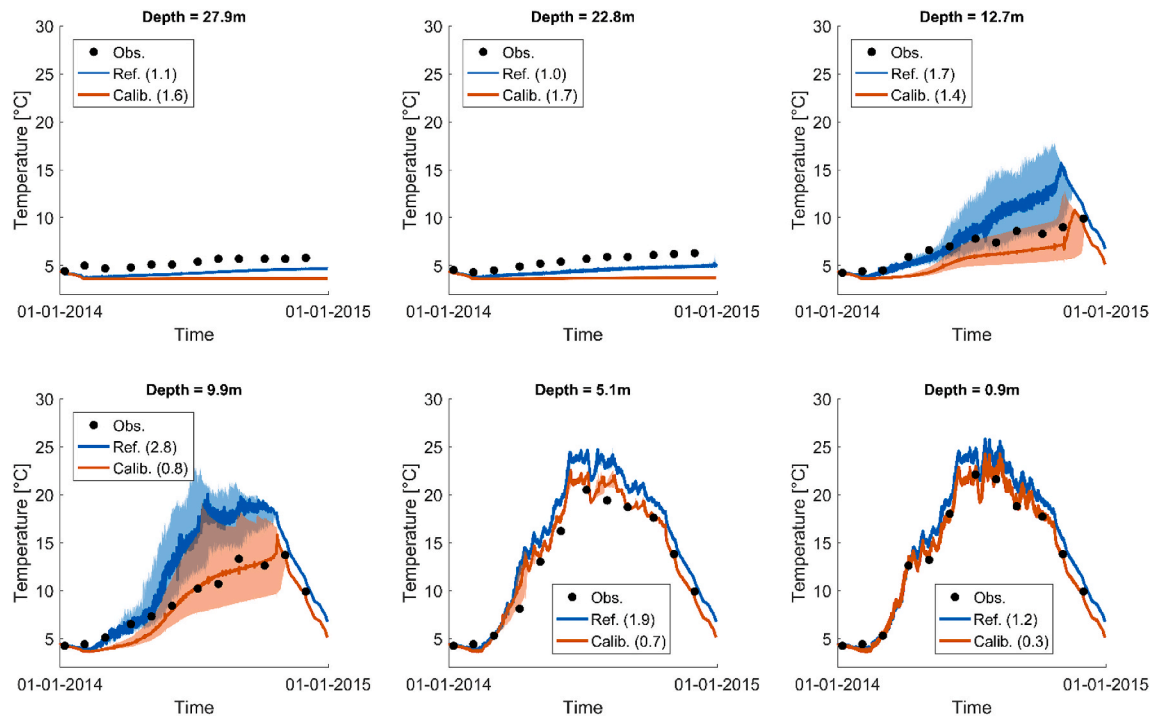 Depth = 27.9m
Temperature [°C]
30
25
20
15
10
5
Obs.
Ref. (1.1)
Calib. (1.6)
01-01-2014
01-01-2015
Time
Depth = 22.8m
Temperature [°C]
30
25
20
15
10
5
Obs.
Ref. (1.0)
Calib. (1.7)
01-01-2014
01-01-2015
Time
Depth = 12.7m
Temperature [°C]
30
25
20
15
10
5
Obs.
Ref. (1.7)
Calib. (1.4)
01-01-2014
01-01-2015
Time
Depth = 9.9m
Temperature [°C]
30
25
20
15
10
5
Obs.
Ref. (2.8)
Calib. (0.8)
01-01-2014
01-01-2015
Time
Depth = 5.1m
Temperature [°C]
30
25
20
15
10
5
Obs.
Ref. (1.9)
Calib. (0.7)
01-01-2014
01-01-2015
Time
Depth = 0.9m
Temperature [°C]
30
25
20
15
10
5
Obs.
Ref. (1.2)
Calib. (0.3)
01-01-2014
01-01-2015
Time